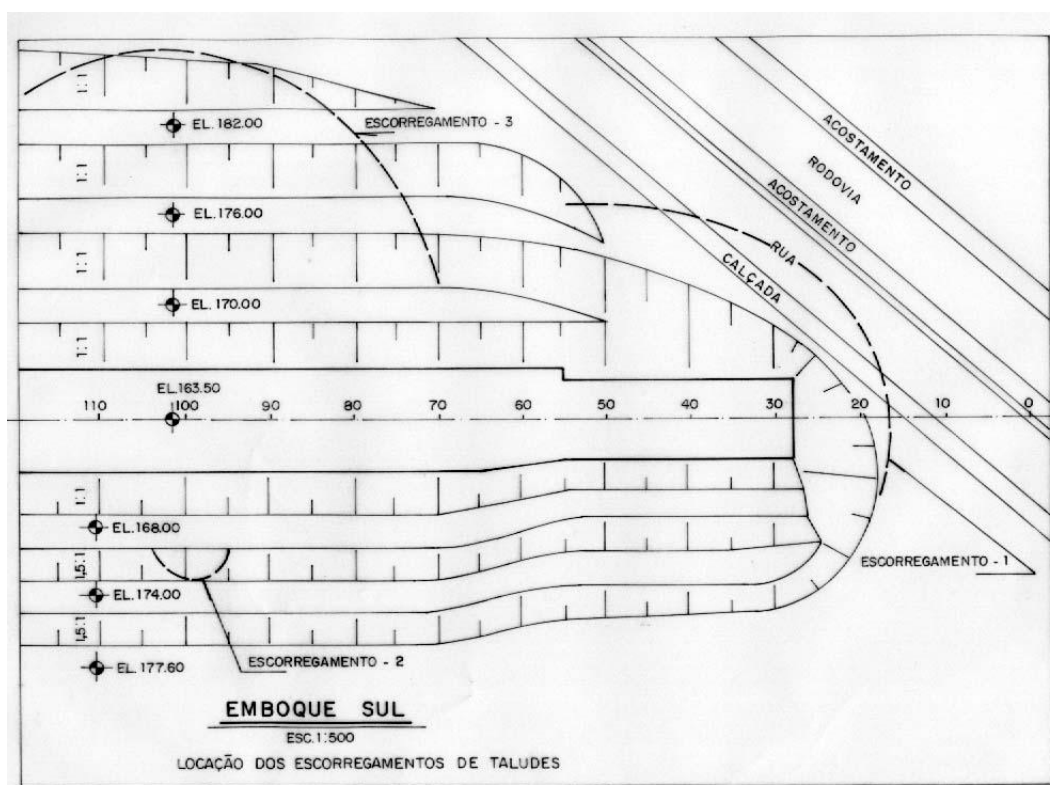 1:1
EL.182.00
ESCORREGAMENTO - 3
ACOSTAMENTO
RODOVIA
ACOSTAMENTO
RUA
CALÇADA
1:1
EL.176.00
1:1
EL.170.00
1:1
EL.163.50
110 100 90 80 70 60 50 40 30 20 10 0
1:1
EL.168.00
1,5:1
EL.174.00
1,5:1
EL.177.60
ESCORREGAMENTO - 1
ESCORREGAMENTO - 2
EMBOQUE SUL
ESC.1:500
LOCAÇÃO DOS ESCORREGAMENTOS DE TALUDES